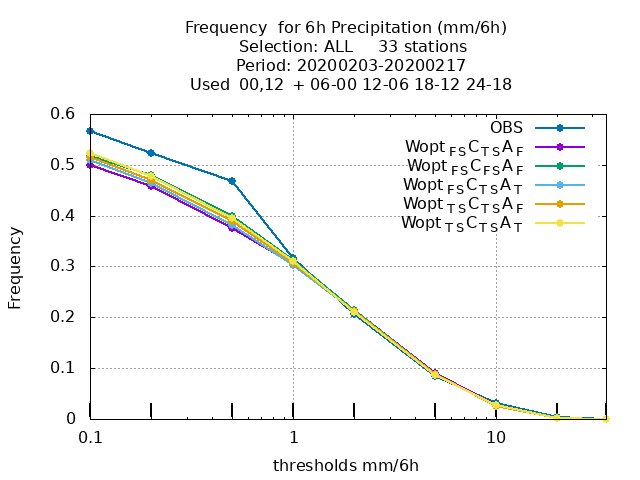 Frequency for 6h Precipitation (mm/6h)
Selection: ALL 33 stations
Period: 20200203-20200217
Used 00,12 + 06-00 12-06 18-12 24-18
OBS
Wopt FS C TS A F
Wopt FS C FS A F
Wopt FS C TS A T
Wopt TS C TS A F
Wopt TS C TS A T
Frequency
0.6
0.5
0.4
0.3
0.2
0.1
0
0.1 1 10
thresholds mm/6h